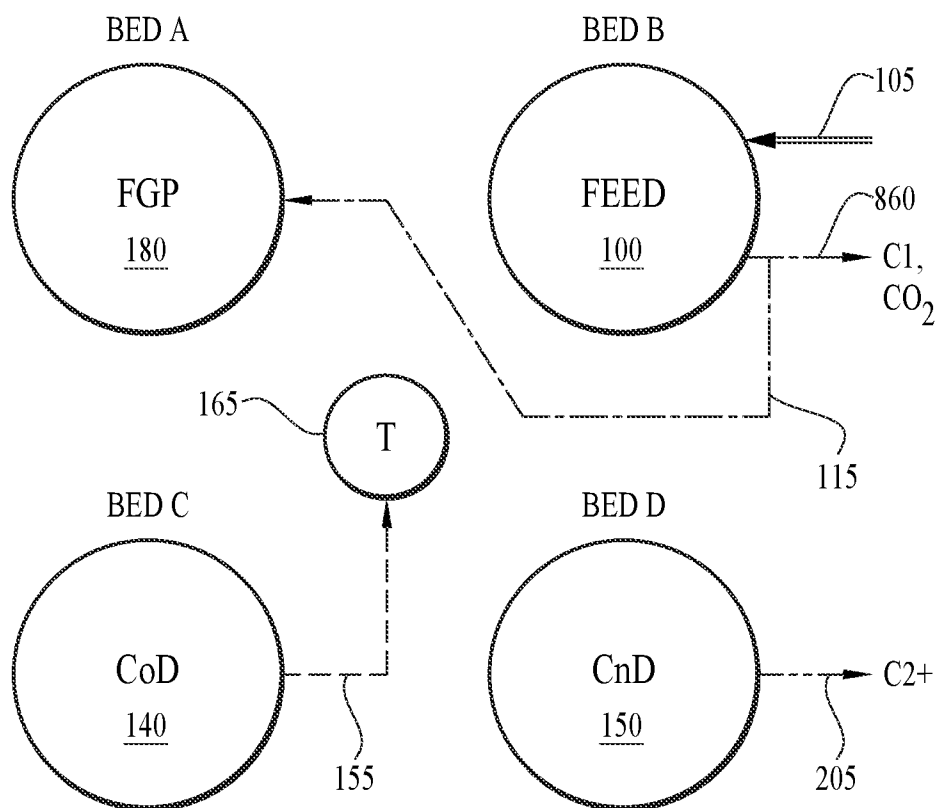 BED A
BED B
105
FGP
180
FEED
100
860
C1,
CO2
165
T
115
BED C
BED D
CoD
140
CnD
150
C2+
155
205